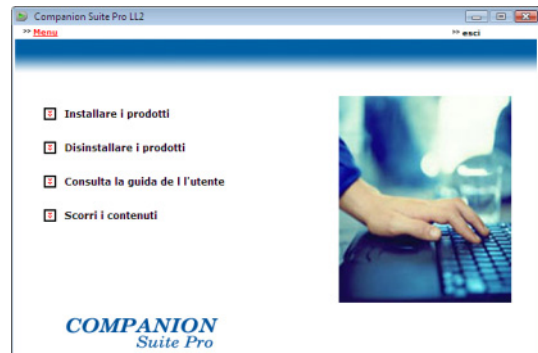 Companion Suite Pro LL2
>> Menu >> esci
Installare i prodotti
Disinstallare i prodotti
Consulta la guida de l l'utente
Scorri i contenuti
COMPANION
Suite Pro